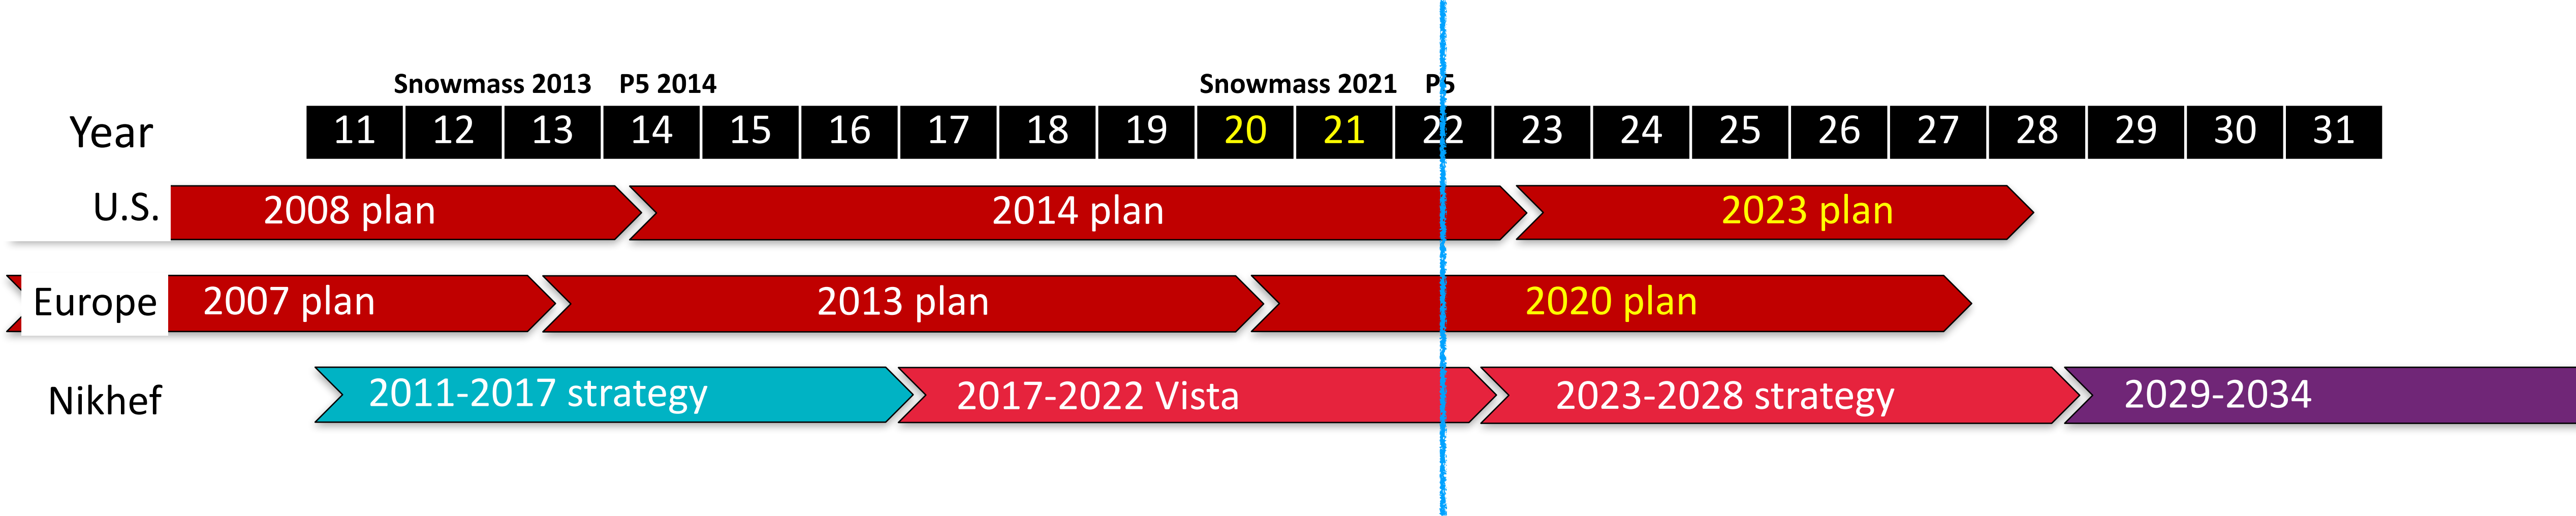 Snowmass 2013 P5 2014 Snowmass 2021 P5
Year 11 12 13 14 15 16 17 18 19 20 21 22 23 24 25 26 27 28 29 30 31
U.S. 2008 plan 2014 plan 2023 plan
Europe 2007 plan 2013 plan 2020 plan
Nikhef 2011-2017 strategy 2017-2022 Vista 2023-2028 strategy 2029-2034